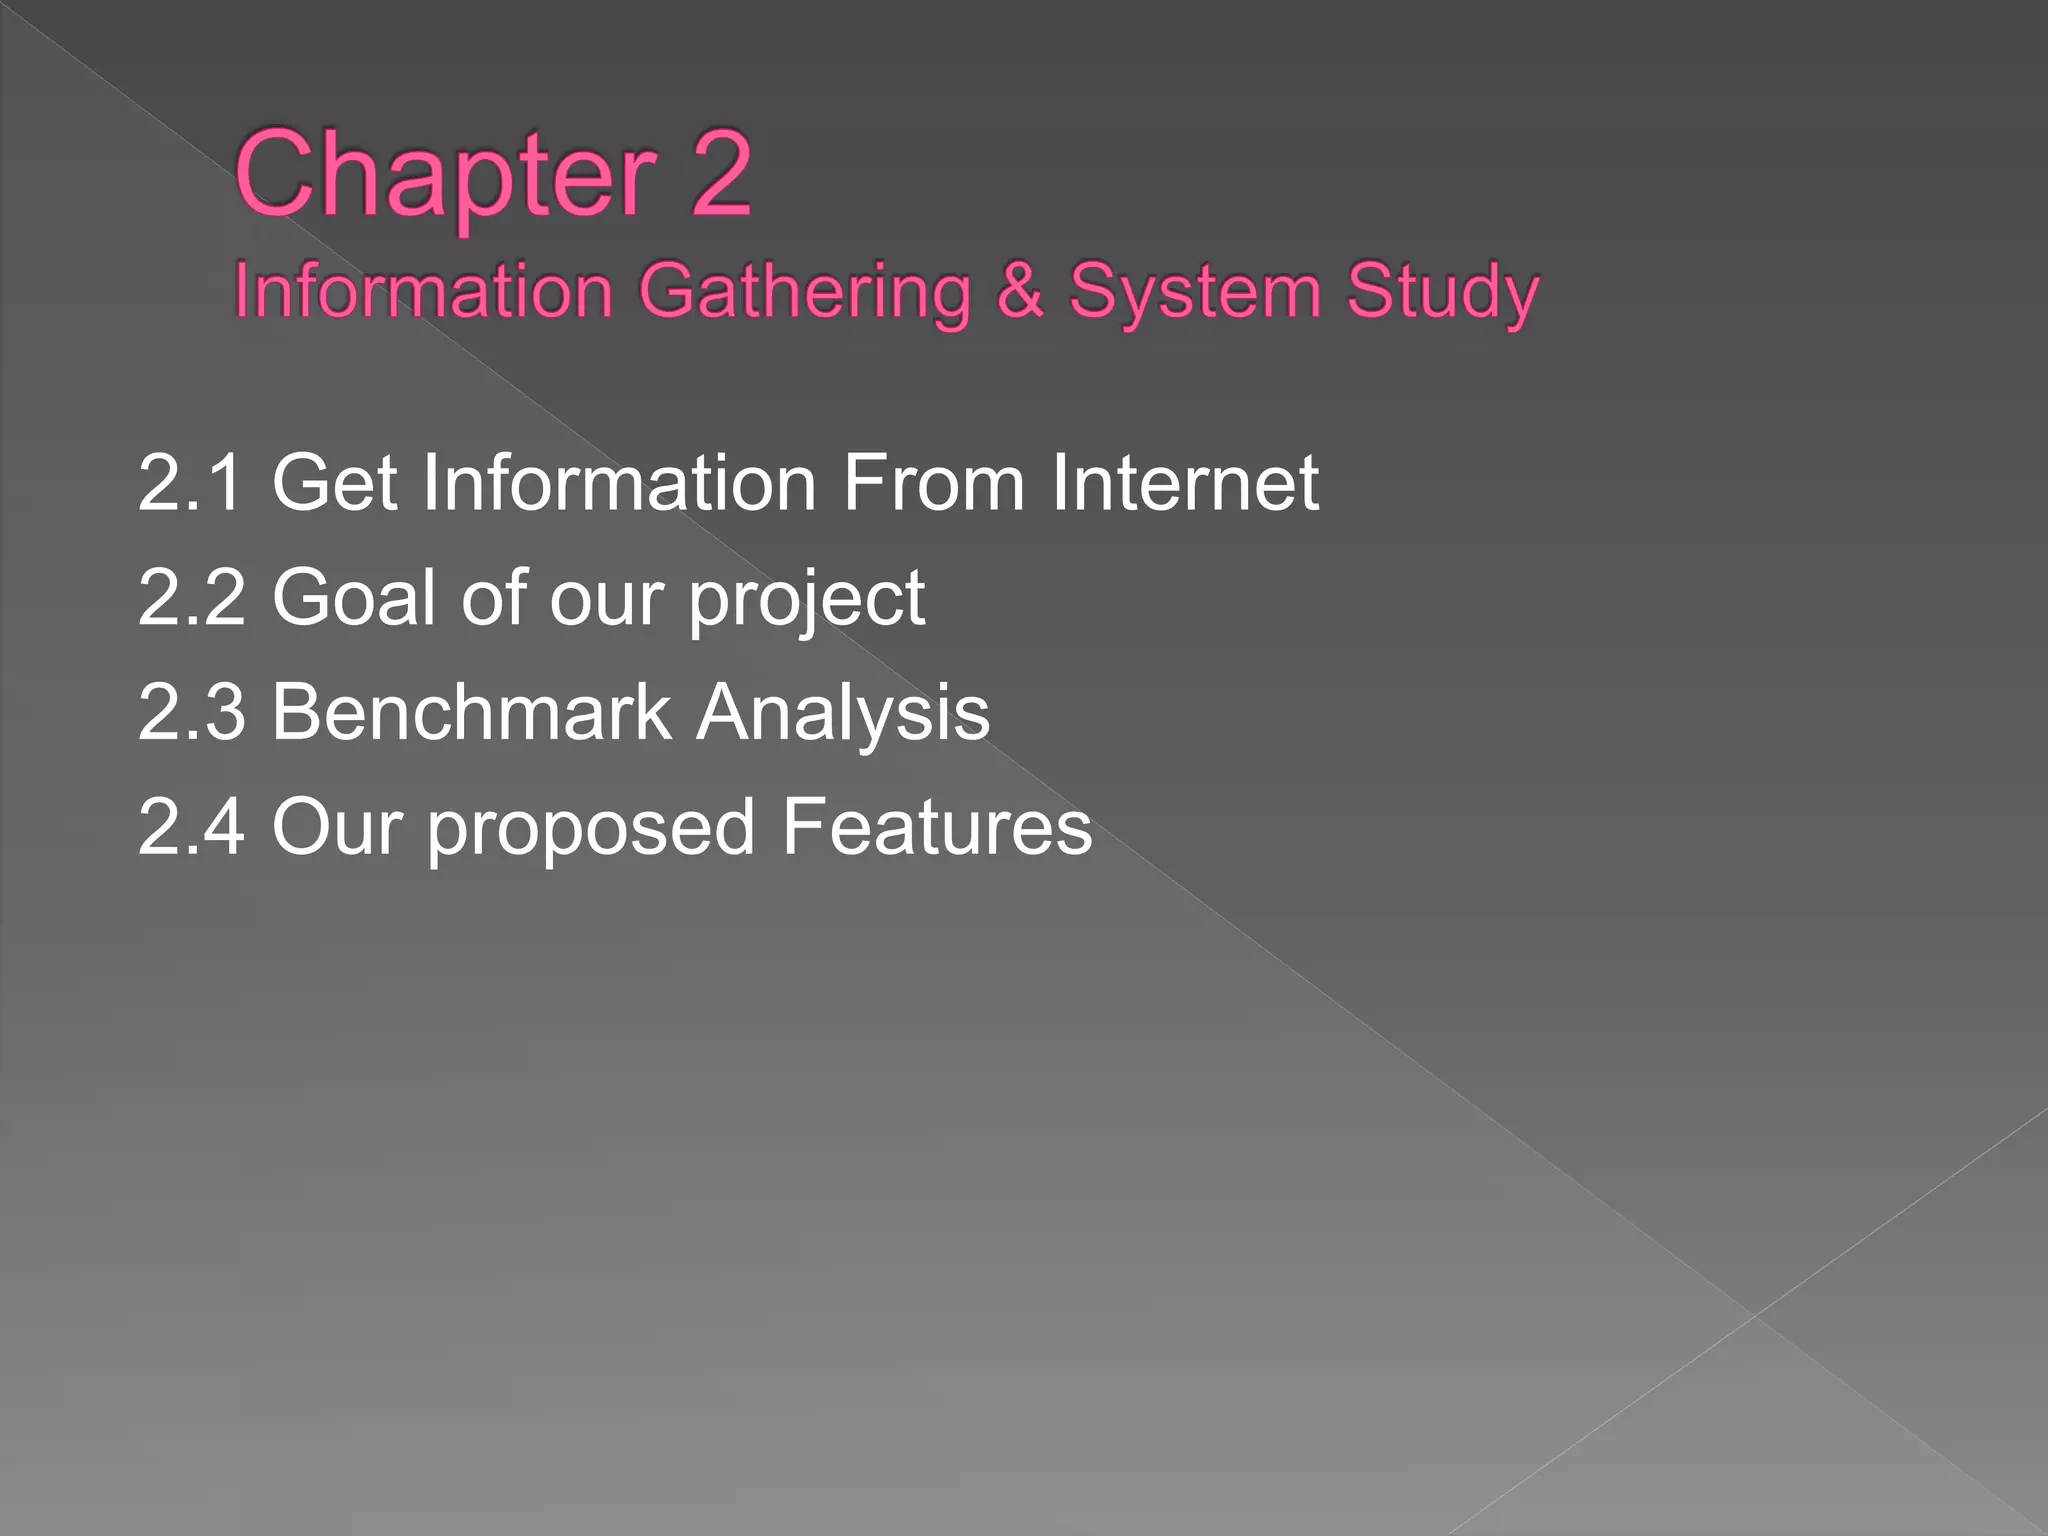 Chapter 2
Information Gathering & System Study
2.1 Get Information From Internet
2.2 Goal of our project
2.3 Benchmark Analysis
2.4 Our proposed Features